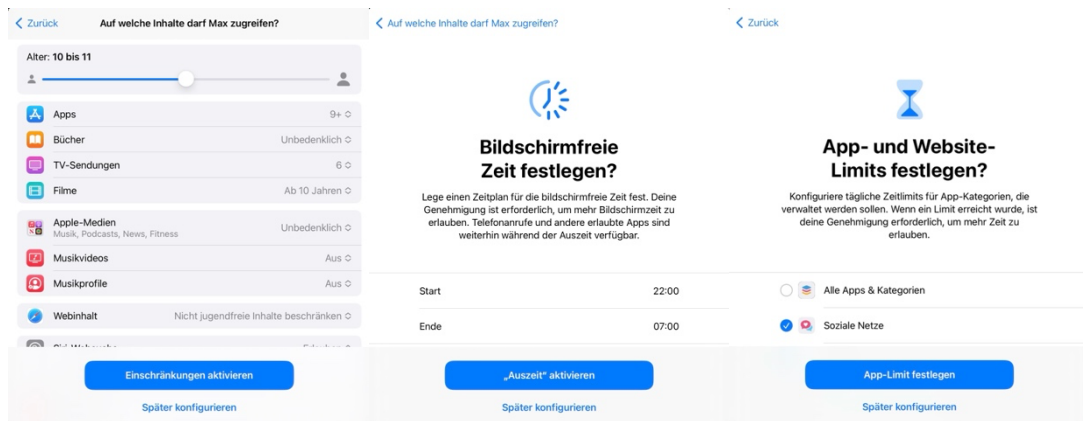 Zurück
Auf welche Inhalte darf Max zugreifen?
Alter: 10 bis 11
Apps 9+
Bücher Unbedenklich
TV-Sendungen 6
Filme Ab 10 Jahren
Apple-Medien Unbedenklich
Musik, Podcasts, News, Fitness
Musikvideos Aus
Musikprofile Aus
Webinhalt Nicht jugendfreie Inhalte beschränken
Einschränkungen aktivieren
Später konfigurieren
Auf welche Inhalte darf Max zugreifen?
Bildschirmfreie
Zeit festlegen?
Lege einen Zeitplan für die bildschirmfreie Zeit fest. Deine
Genehmigung ist erforderlich, um mehr Bildschirmzeit zu
erlauben. Telefonanrufe und andere erlaubte Apps sind
weiterhin während der Auszeit verfügbar.
Start 22:00
Ende 07:00
„Auszeit“ aktivieren
Später konfigurieren
Zurück
App- und Website-
Limits festlegen?
Konfiguriere tägliche Zeitlimits für App-Kategorien, die
verwaltet werden sollen. Wenn ein Limit erreicht wurde, ist
deine Genehmigung erforderlich, um mehr Zeit zu
erlauben.
Alle Apps & Kategorien
Soziale Netze
App-Limit festlegen
Später konfigurieren